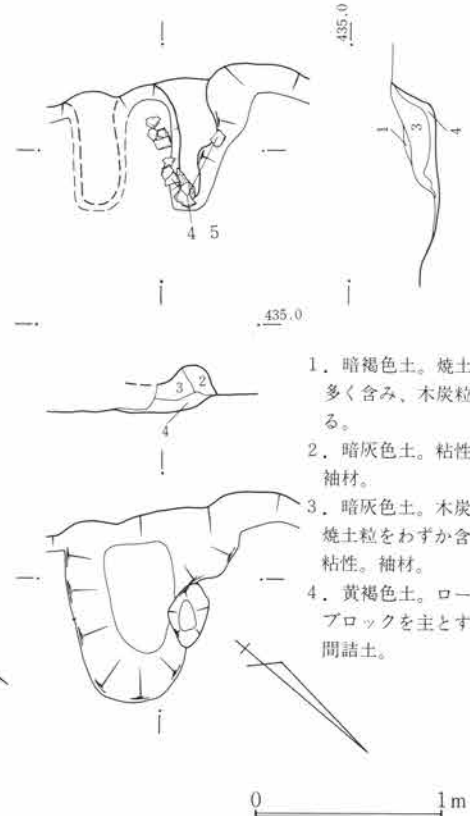 435.0
1
3
4
4 5
435.0
3
2
4
1．暗褐色土。焼土
多く含み、木炭粒
る。
2．暗灰色土。粘性
袖材。
3．暗灰色土。木炭
焼土粒をわずか含
粘性。袖材。
4．黄褐色土。ロー
ブロックを主とす
間詰土。
0
1m